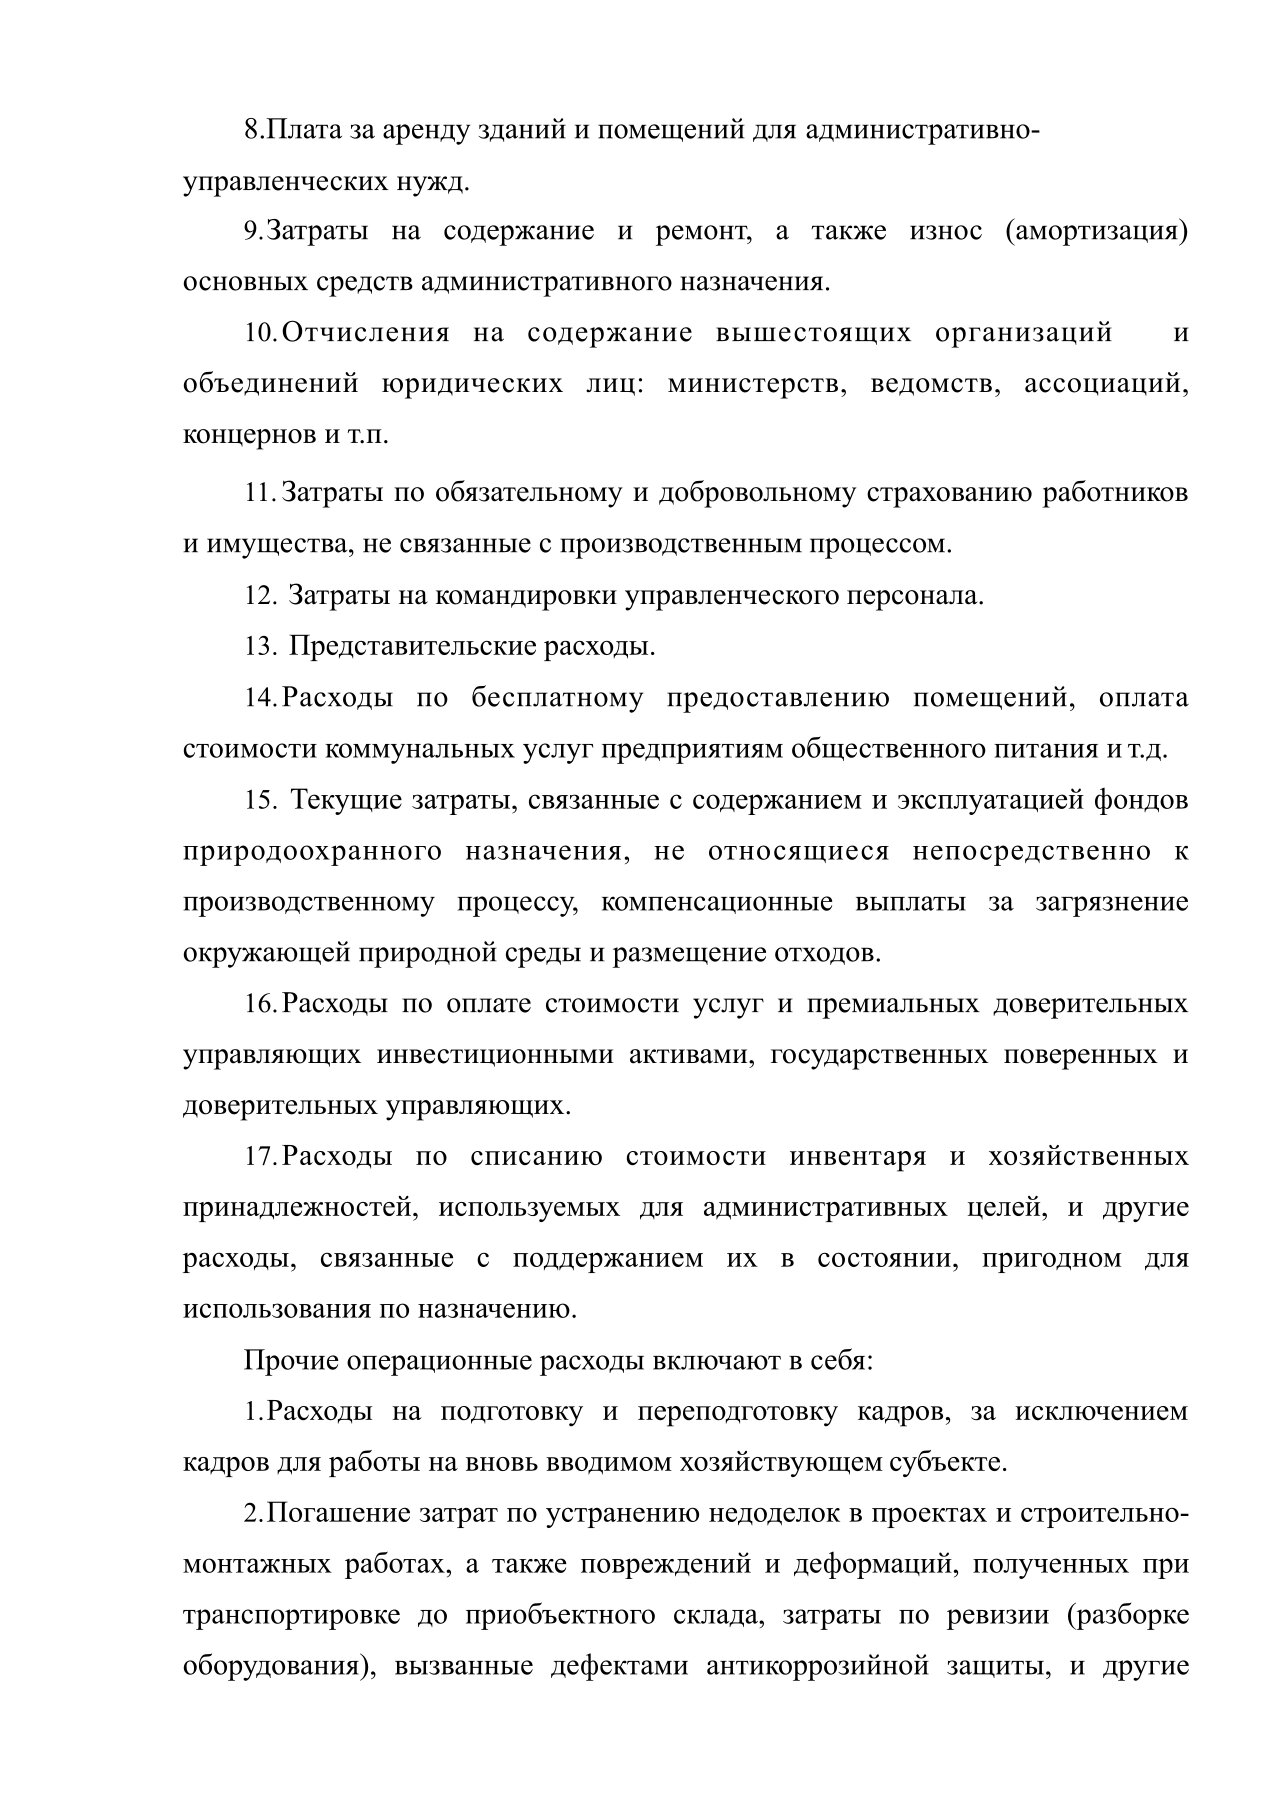 8.Плата за аренду зданий и помещений для административно-
управленческих нужд.
9.Затраты на содержание и ремонт, а также износ (амортизация)
основных средств административного назначения.
10.Отчисления на содержание вышестоящих организаций и
объединений юридических лиц: министерств, ведомств, ассоциаций,
концернов и т.п.
11.Затраты по обязательному и добровольному страхованию работников
и имущества, не связанные с производственным процессом.
12. Затраты на командировки управленческого персонала.
13. Представительские расходы.
14.Расходы по бесплатному предоставлению помещений, оплата
стоимости коммунальных услуг предприятиям общественного питания и т.д.
15. Текущие затраты, связанные с содержанием и эксплуатацией фондов
природоохранного назначения, не относящиеся непосредственно к
производственному процессу, компенсационные выплаты за загрязнение
окружающей природной среды и размещение отходов.
16.Расходы по оплате стоимости услуг и премиальных доверительных
управляющих инвестиционными активами, государственных поверенных и
доверительных управляющих.
17.Расходы по списанию стоимости инвентаря и хозяйственных
принадлежностей, используемых для административных целей, и другие
расходы, связанные с поддержанием их в состоянии, пригодном для
использования по назначению.
Прочие операционные расходы включают в себя:
1.Расходы на подготовку и переподготовку кадров, за исключением
кадров для работы на вновь вводимом хозяйствующем субъекте.
2.Погашение затрат по устранению недоделок в проектах и строительно-
монтажных работах, а также повреждений и деформаций, полученных при
транспортировке до приобъектного склада, затраты по ревизии (разборке
оборудования), вызванные дефектами антикоррозийной защиты, и другие